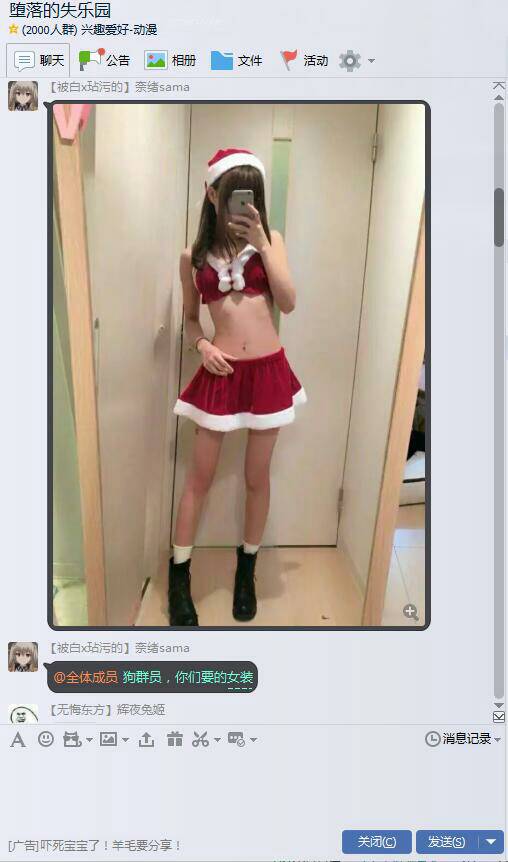 堕落的失乐园
(2000人群) 兴趣爱好-动漫
聊天 公告 相册 文件 活动
【被白x玷污的】奈绪sama
【被白x玷污的】奈绪sama
@全体成员 狗群员，你们要的女装
【无悔东方】辉夜兔姬
消息记录
[广告]吓死宝宝了！羊毛要分享！
关闭(C) 发送(S)